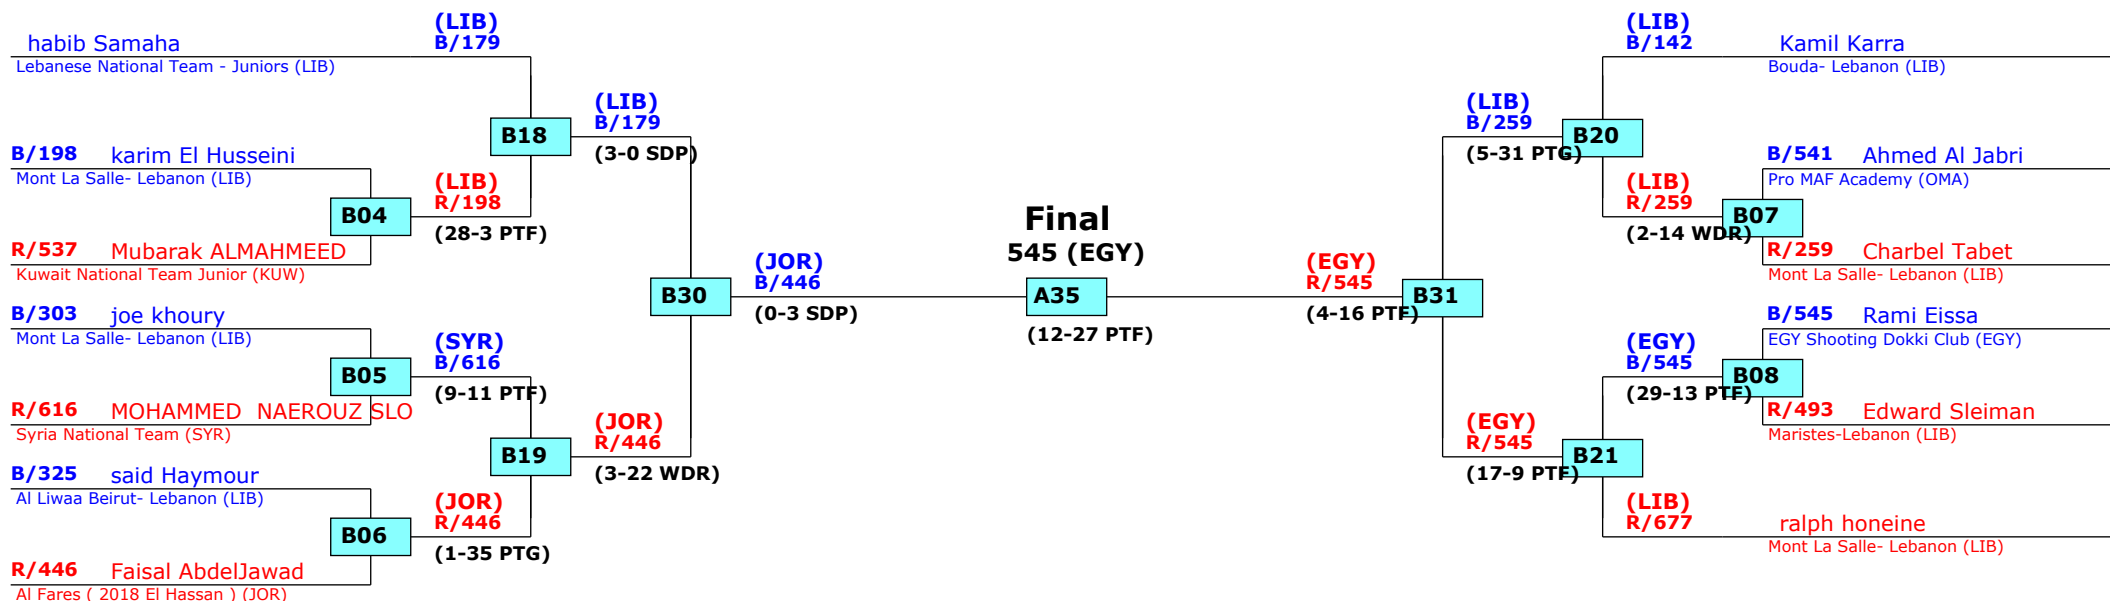 (LIB)
B/179
habib Samaha
Lebanese National Team - Juniors (LIB)
B/198 karim El Husseini
Mont La Salle- Lebanon (LIB)
R/537 Mubarak ALMAHMEED
Kuwait National Team Junior (KUW)
B04
(LIB)
R/198
(28-3 PTF)
B18
(LIB)
B/179
(3-0 SDP)
B/303 joe khoury
Mont La Salle- Lebanon (LIB)
R/616 MOHAMMED NAEROUZ SLO
Syria National Team (SYR)
B05
(SYR)
B/616
(9-11 PTF)
B/325 said Haymour
Al Liwaa Beirut- Lebanon (LIB)
R/446 Faisal AbdelJawad
Al Fares ( 2018 El Hassan ) (JOR)
B06
(JOR)
R/446
(1-35 PTG)
B19
(JOR)
R/446
(3-22 WDR)
B30
(JOR)
B/446
(0-3 SDP)
Final
545 (EGY)
A35
(12-27 PTF)
(EGY)
R/545
(4-16 PTF)
B31
(LIB)
B/259
(5-31 PTG)
B20
(LIB)
B/142
Kamil Karra
Bouda- Lebanon (LIB)
B/541 Ahmed Al Jabri
Pro MAF Academy (OMA)
(LIB)
R/259
(2-14 WDR)
B07
R/259 Charbel Tabet
Mont La Salle- Lebanon (LIB)
B/545 Rami Eissa
EGY Shooting Dokki Club (EGY)
(EGY)
B/545
(29-13 PTF)
B08
R/493 Edward Sleiman
Maristes-Lebanon (LIB)
(EGY)
R/545
(17-9 PTF)
B21
(LIB)
R/677
ralph honeine
Mont La Salle- Lebanon (LIB)